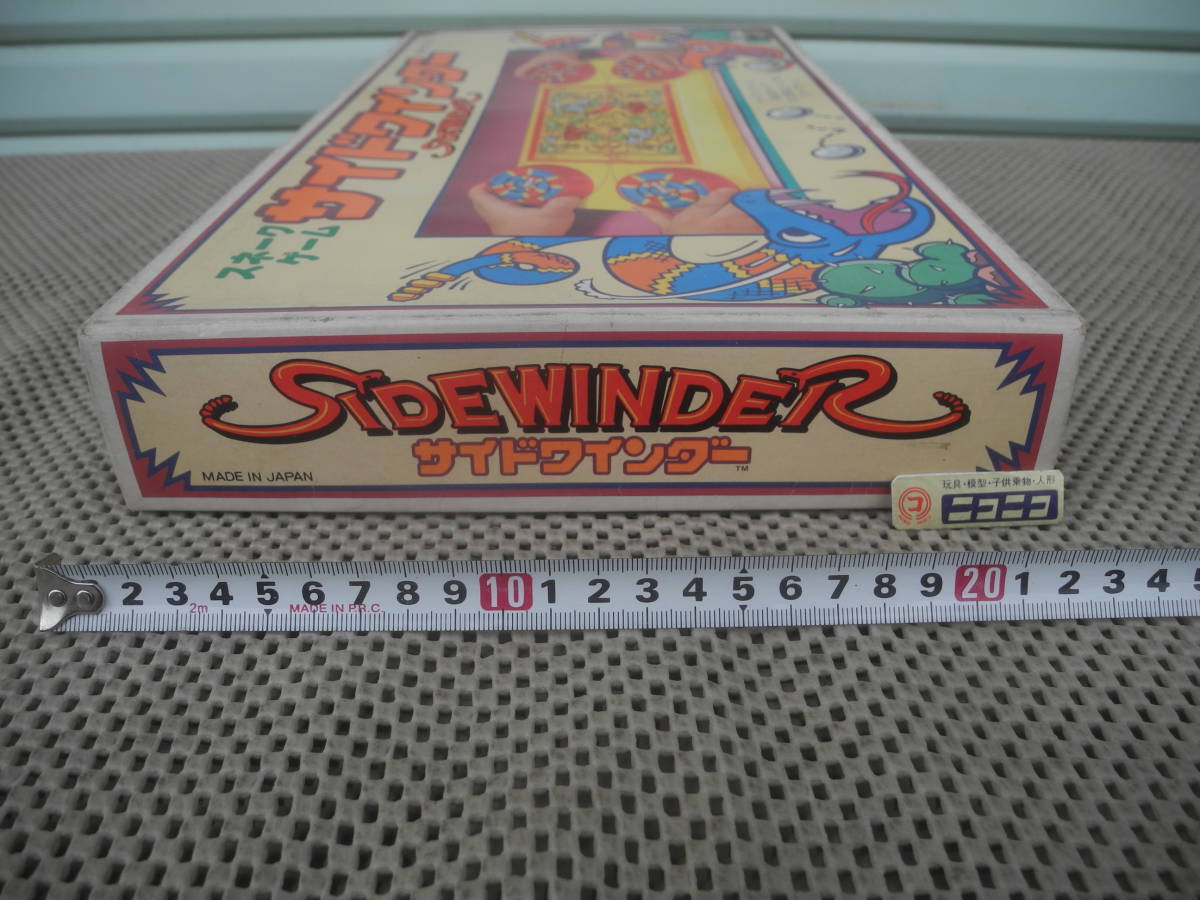 サイドワインダー
スネーク
ゲーム
SIDEWINDER
サイドワインダー
TM
MADE IN JAPAN
玩具・模型・子供乗物・人形
コ
ニコニコ
2 3 4 5 6 7 8 9 10 1 2 3 4 5 6 7 8 9 20 1 2 3 4 5
2m MADE IN P.R.C